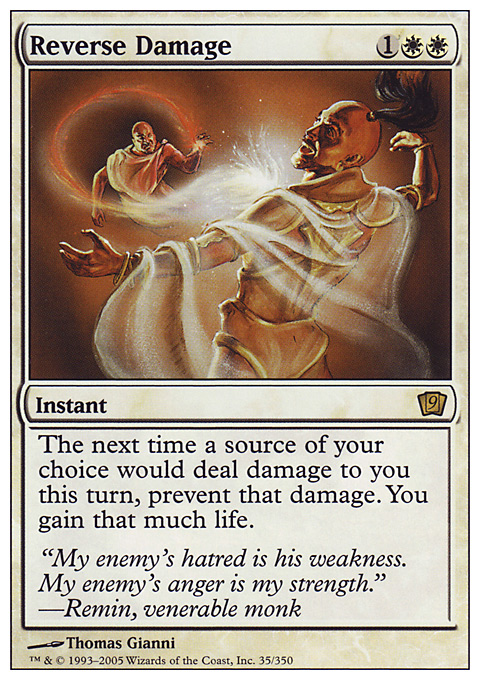 Reverse Damage 1
Instant 9
The next time a source of your
choice would deal damage to you
this turn, prevent that damage. You
gain that much life.
“My enemy’s hatred is his weakness.
My enemy’s anger is my strength.”
—Remin, venerable monk
Thomas Gianni
™ & © 1993–2005 Wizards of the Coast, Inc. 35/350